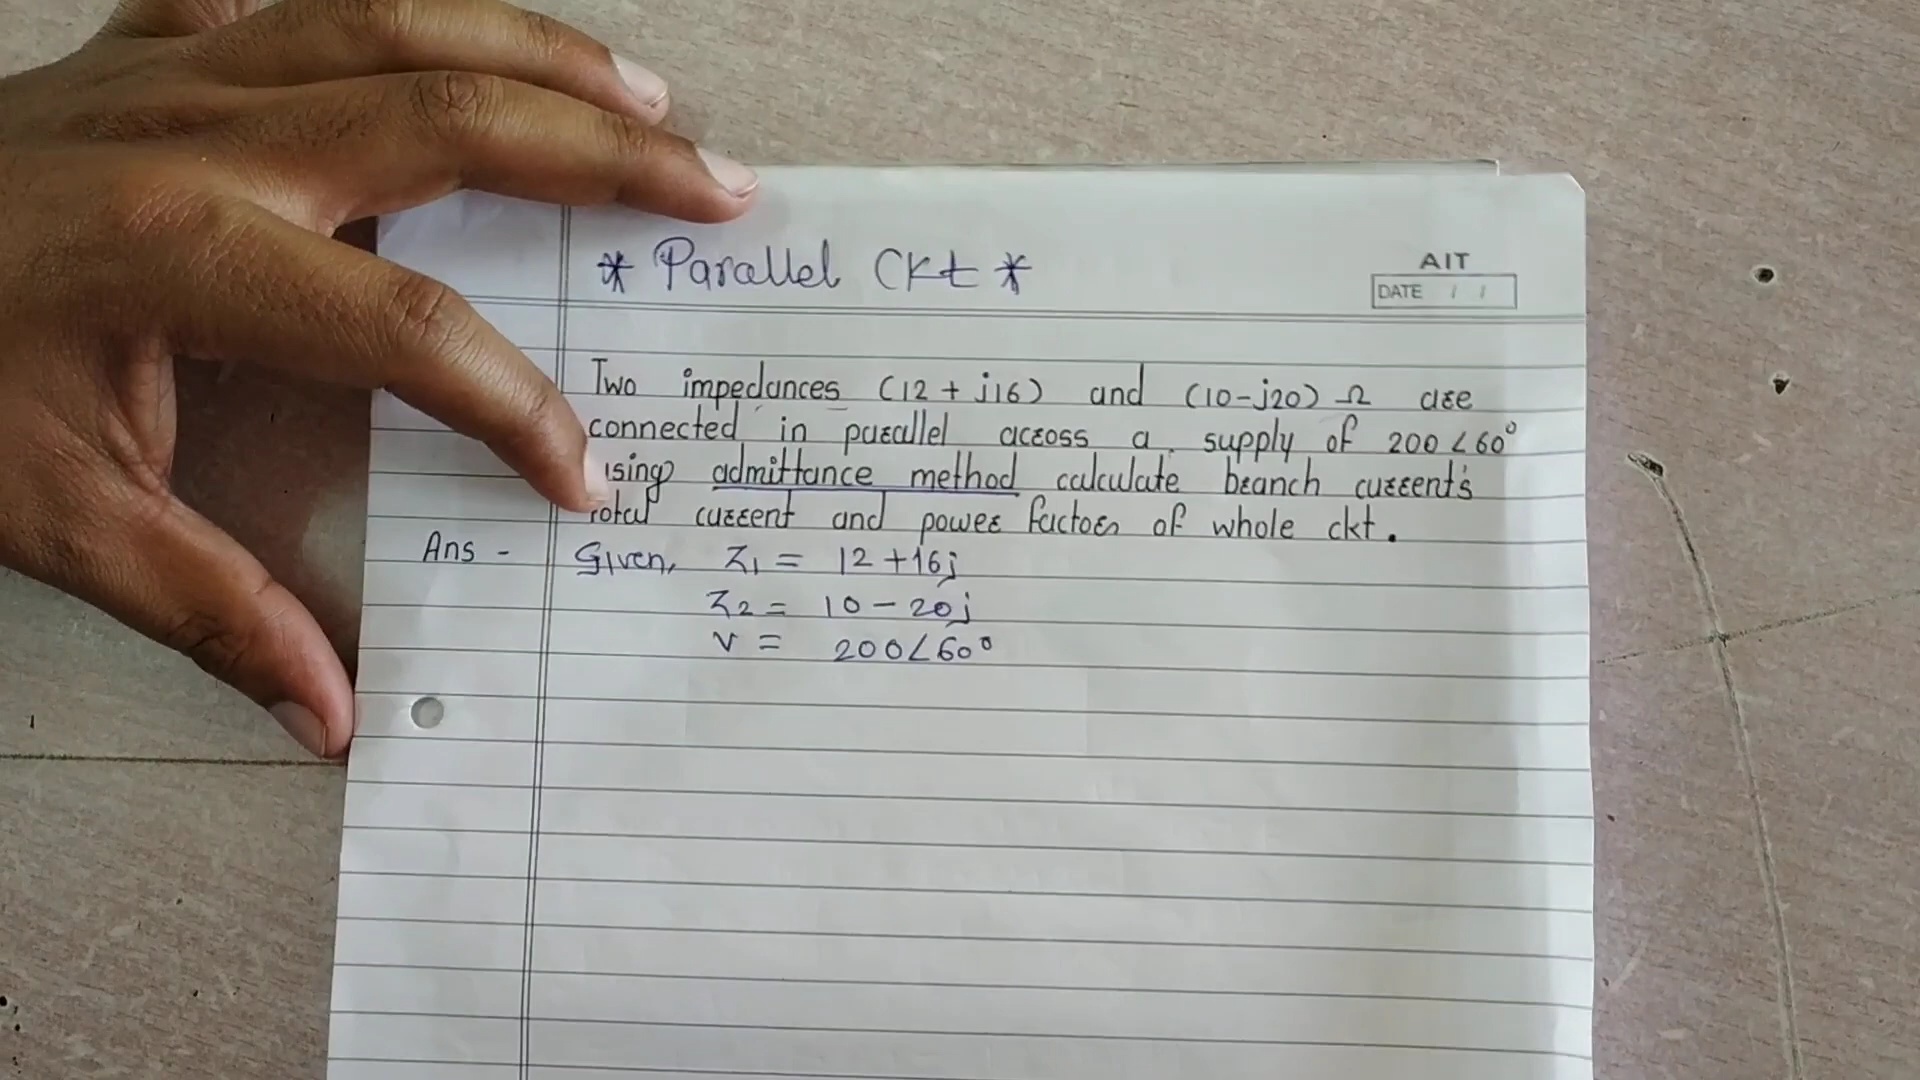 * Parallel Ckt *
AIT
DATE / /
Two impedances (12 + j16) and (10-j20) Ω are
connected in parallel across a supply of 200 ∠60°
using admittance method calculate branch current's
total current and power factor of whole ckt.
Ans - Given, Z1 = 12 +16j
Z2 = 10 - 20j
V = 200∠60°